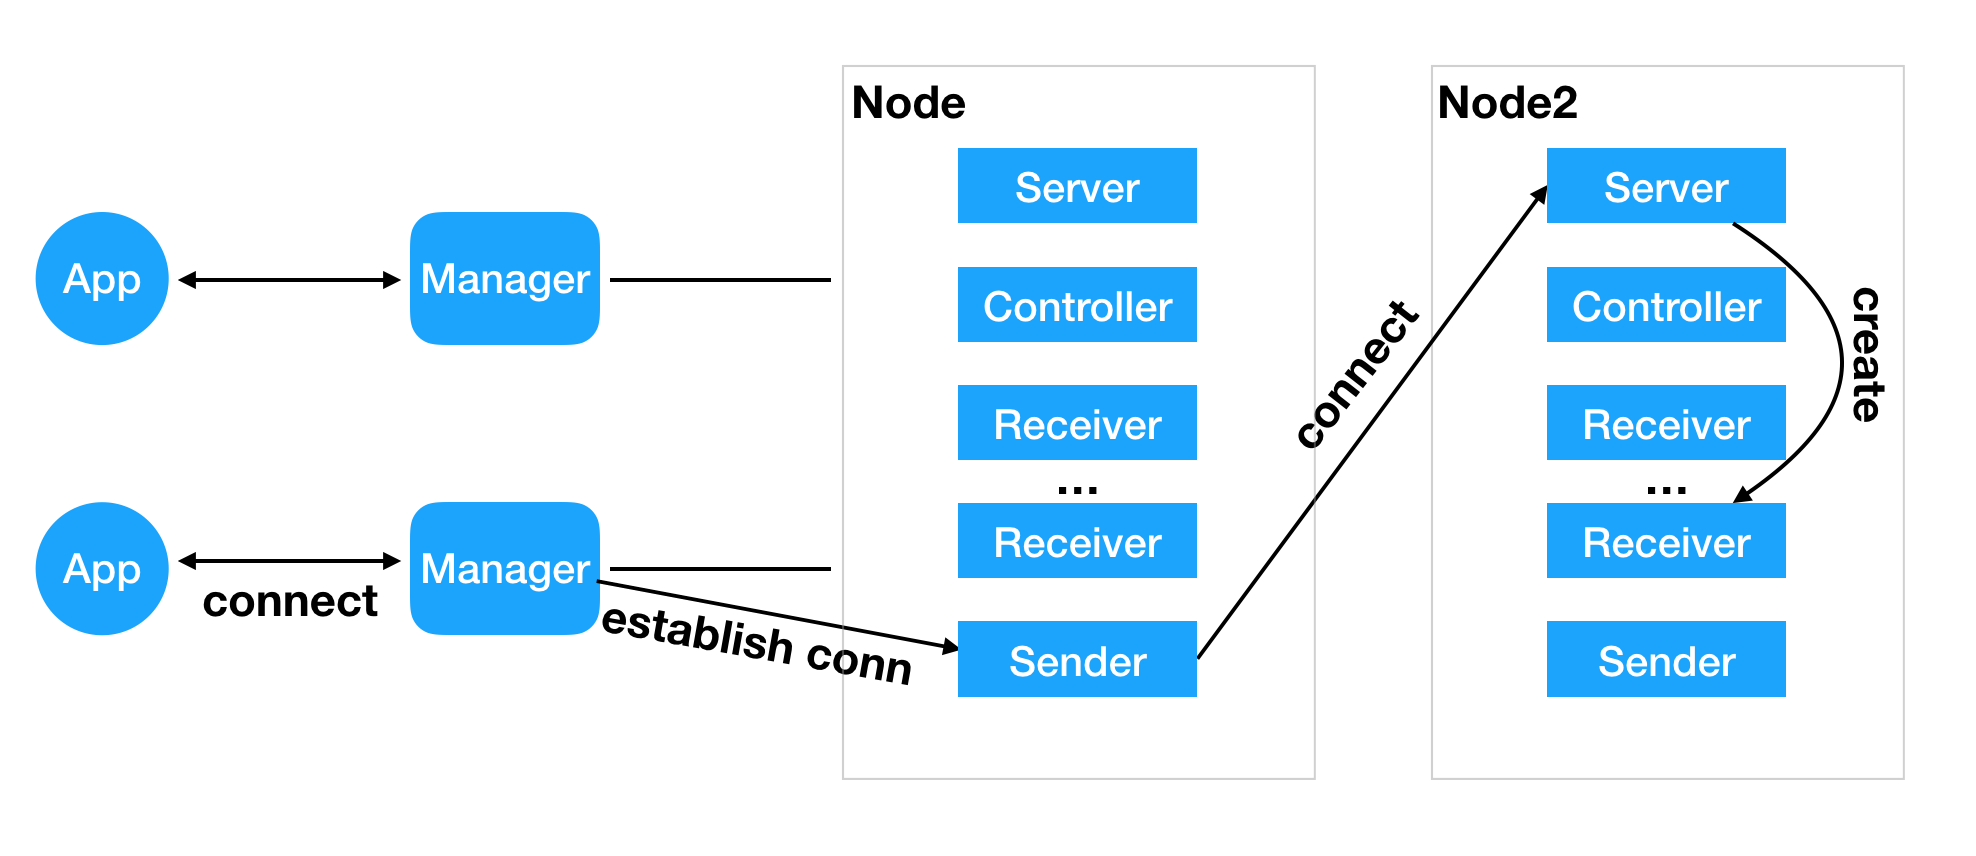 Node
Node2
Server
Server
App
Manager
Controller
Controller
connect
create
Receiver
Receiver
...
...
App
Manager
Receiver
Receiver
connect
establish conn
Sender
Sender